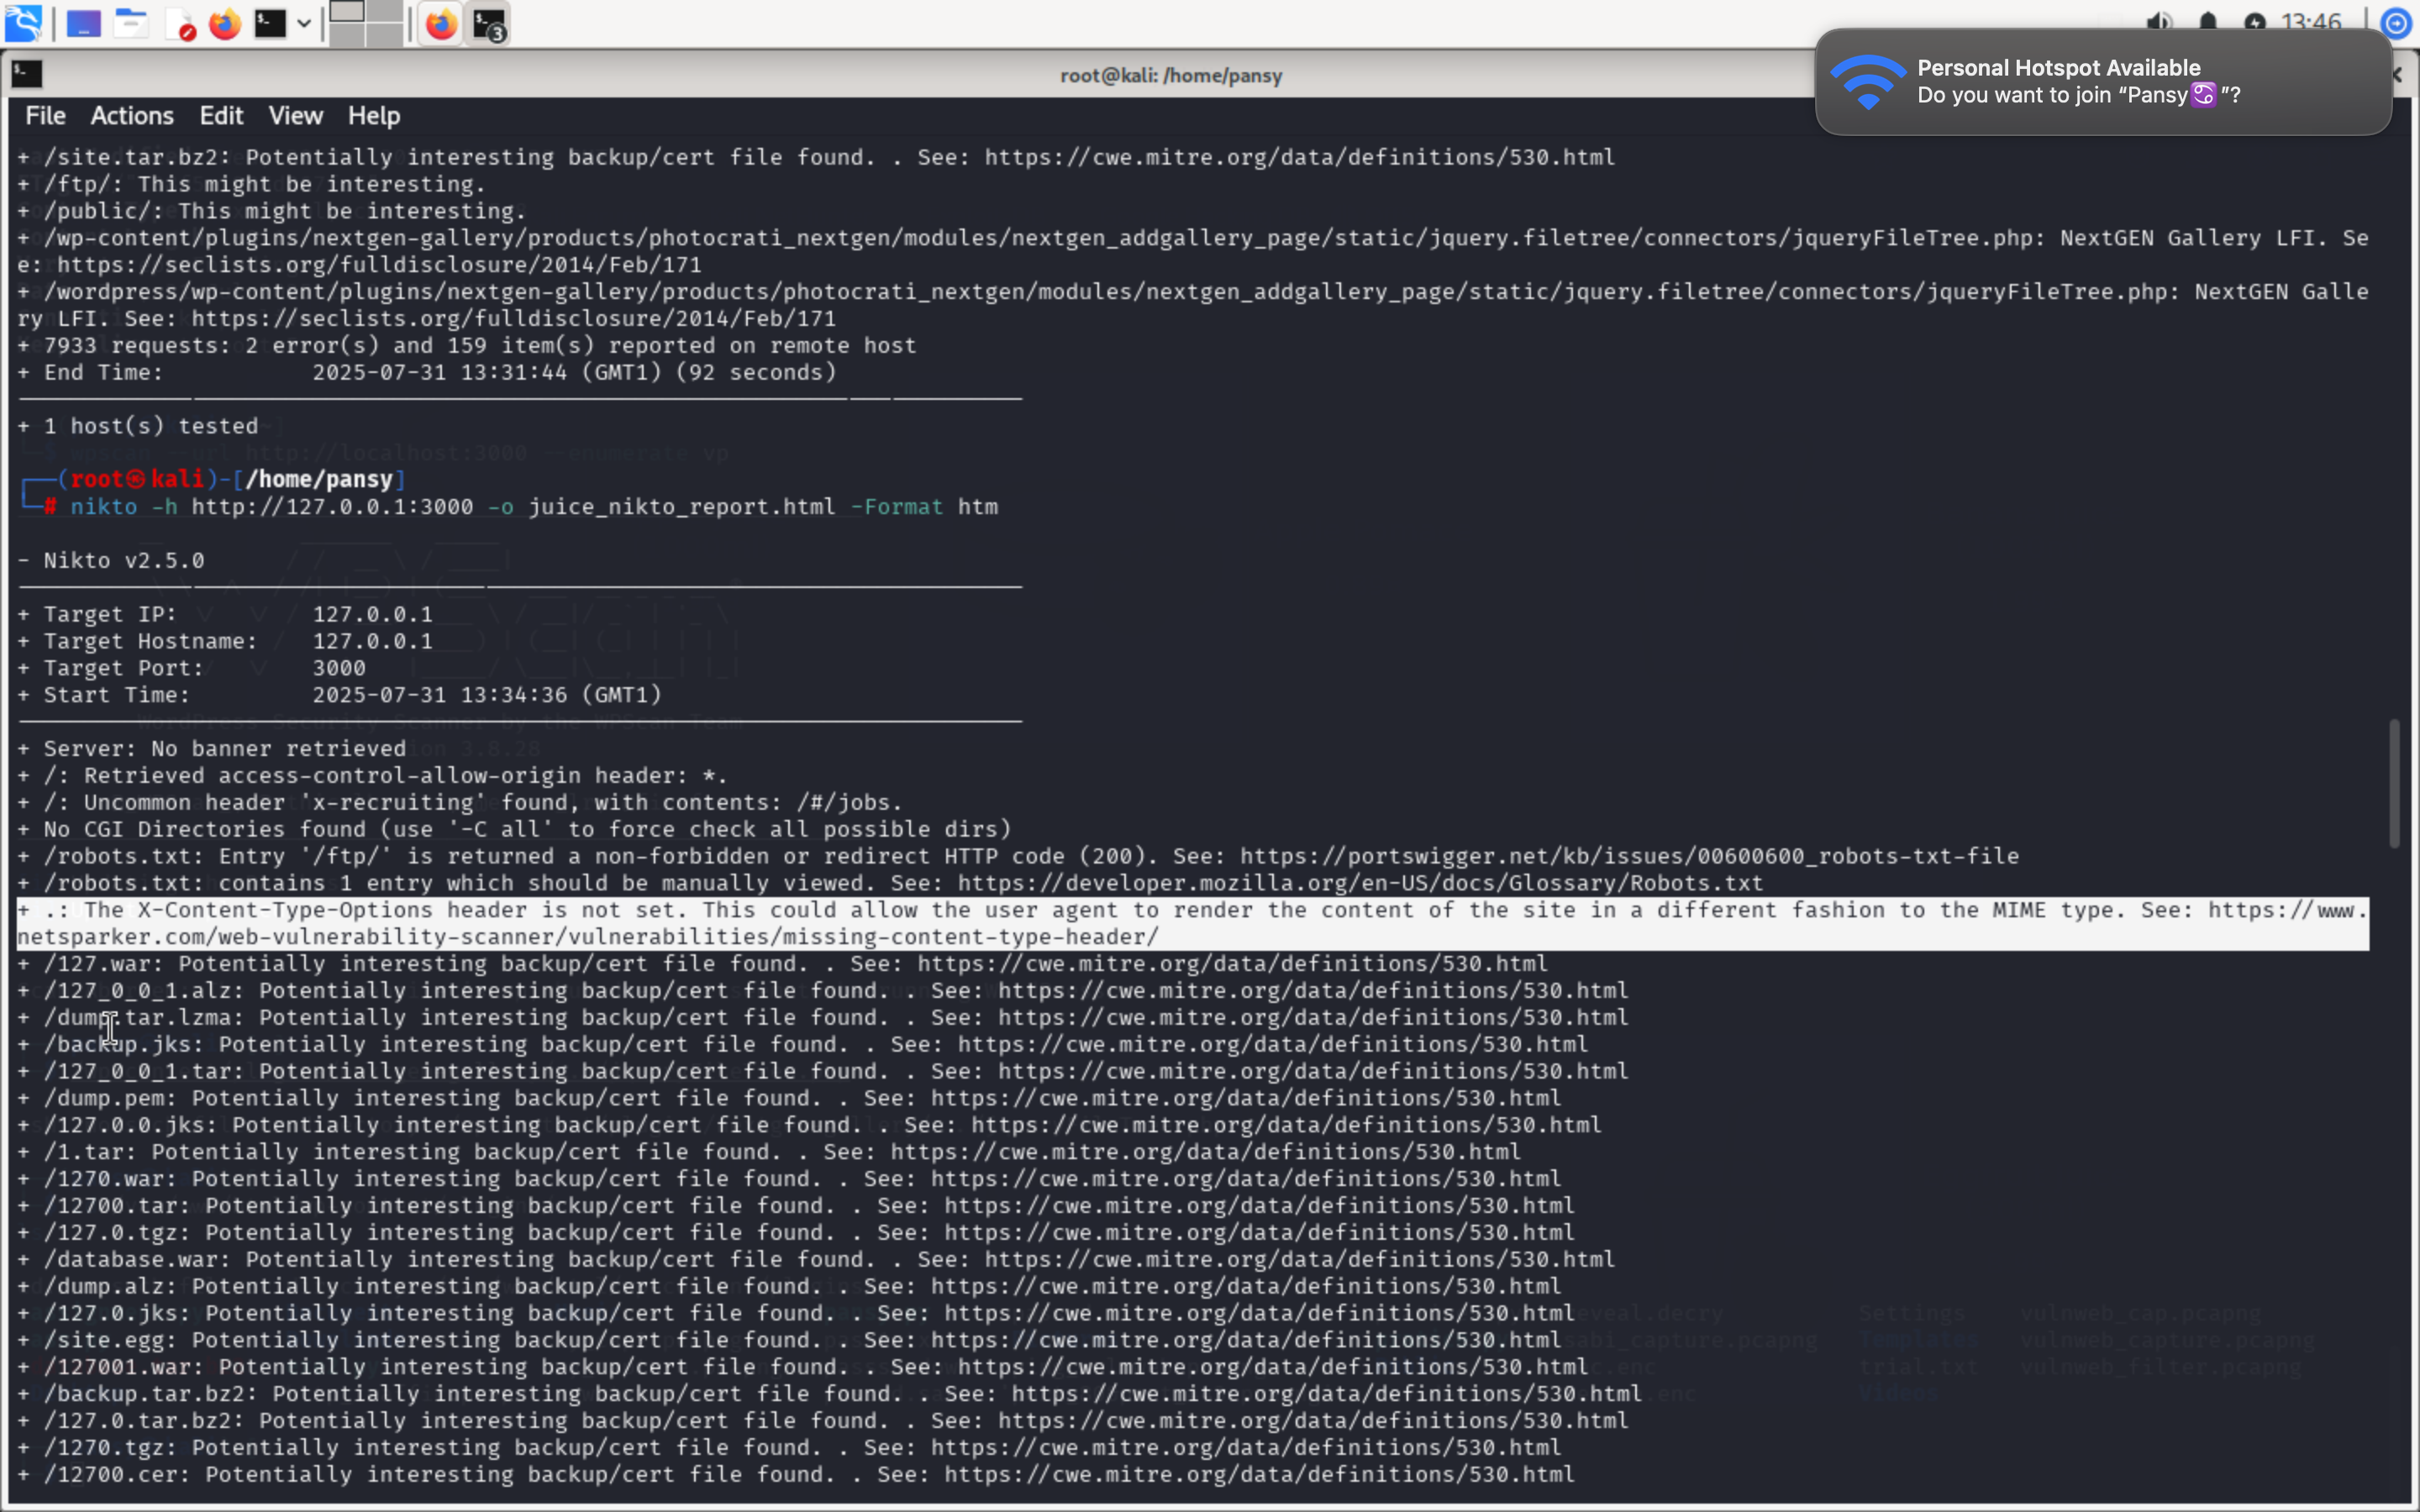 13:46
root@kali: /home/pansy
Personal Hotspot Available
Do you want to join “Pansy♋”?
File Actions Edit View Help
+ /site.tar.bz2: Potentially interesting backup/cert file found. . See: https://cwe.mitre.org/data/definitions/530.html
+ /ftp/: This might be interesting.
+ /public/: This might be interesting.
+ /wp-content/plugins/nextgen-gallery/products/photocrati_nextgen/modules/nextgen_addgallery_page/static/jquery.filetree/connectors/jqueryFileTree.php: NextGEN Gallery LFI. Se
e: https://seclists.org/fulldisclosure/2014/Feb/171
+ /wordpress/wp-content/plugins/nextgen-gallery/products/photocrati_nextgen/modules/nextgen_addgallery_page/static/jquery.filetree/connectors/jqueryFileTree.php: NextGEN Galle
ry LFI. See: https://seclists.org/fulldisclosure/2014/Feb/171
+ 7933 requests: 2 error(s) and 159 item(s) reported on remote host
+ End Time: 2025-07-31 13:31:44 (GMT1) (92 seconds)
+ 1 host(s) tested
wpscan --url http://localhost:3000 --enumerate vp
(root㉿kali)-[/home/pansy]
# nikto -h http://127.0.0.1:3000 -o juice_nikto_report.html -Format htm
- Nikto v2.5.0
+ Target IP: 127.0.0.1
+ Target Hostname: 127.0.0.1
+ Target Port: 3000
+ Start Time: 2025-07-31 13:34:36 (GMT1)
WordPress Security Scanner by the WPScan Team
+ Server: No banner retrieved
3.8.28
+ /: Retrieved access-control-allow-origin header: *.
+ /: Uncommon header 'x-recruiting' found, with contents: /#/jobs.
+ No CGI Directories found (use '-C all' to force check all possible dirs)
+ /robots.txt: Entry '/ftp/' is returned a non-forbidden or redirect HTTP code (200). See: https://portswigger.net/kb/issues/00600600_robots-txt-file
+ /robots.txt: contains 1 entry which should be manually viewed. See: https://developer.mozilla.org/en-US/docs/Glossary/Robots.txt
+ .: The X-Content-Type-Options header is not set. This could allow the user agent to render the content of the site in a different fashion to the MIME type. See: https://www.
netsparker.com/web-vulnerability-scanner/vulnerabilities/missing-content-type-header/
+ /127.war: Potentially interesting backup/cert file found. . See: https://cwe.mitre.org/data/definitions/530.html
+ /127_0_0_1.alz: Potentially interesting backup/cert file found. . See: https://cwe.mitre.org/data/definitions/530.html
+ /dump.tar.lzma: Potentially interesting backup/cert file found. . See: https://cwe.mitre.org/data/definitions/530.html
+ /backup.jks: Potentially interesting backup/cert file found. . See: https://cwe.mitre.org/data/definitions/530.html
+ /127_0_0_1.tar: Potentially interesting backup/cert file found. . See: https://cwe.mitre.org/data/definitions/530.html
+ /dump.pem: Potentially interesting backup/cert file found. . See: https://cwe.mitre.org/data/definitions/530.html
+ /127.0.0.jks: Potentially interesting backup/cert file found. . See: https://cwe.mitre.org/data/definitions/530.html
+ /1.tar: Potentially interesting backup/cert file found. . See: https://cwe.mitre.org/data/definitions/530.html
+ /1270.war: Potentially interesting backup/cert file found. . See: https://cwe.mitre.org/data/definitions/530.html
+ /12700.tar: Potentially interesting backup/cert file found. . See: https://cwe.mitre.org/data/definitions/530.html
+ /127.0.tgz: Potentially interesting backup/cert file found. . See: https://cwe.mitre.org/data/definitions/530.html
+ /database.war: Potentially interesting backup/cert file found. . See: https://cwe.mitre.org/data/definitions/530.html
+ /dump.alz: Potentially interesting backup/cert file found. . See: https://cwe.mitre.org/data/definitions/530.html
+ /127.0.jks: Potentially interesting backup/cert file found. . See: https://cwe.mitre.org/data/definitions/530.html
Settings vulnweb_cap.pcapng
+ /site.egg: Potentially interesting backup/cert file found. . See: https://cwe.mitre.org/data/definitions/530.html
Templates vulnweb_capture.pcapng
+ /127001.war: Potentially interesting backup/cert file found. . See: https://cwe.mitre.org/data/definitions/530.html
trial.txt vulnweb_filter.pcapng
+ /backup.tar.bz2: Potentially interesting backup/cert file found. . See: https://cwe.mitre.org/data/definitions/530.html
Videos
+ /127.0.tar.bz2: Potentially interesting backup/cert file found. . See: https://cwe.mitre.org/data/definitions/530.html
+ /1270.tgz: Potentially interesting backup/cert file found. . See: https://cwe.mitre.org/data/definitions/530.html
+ /12700.cer: Potentially interesting backup/cert file found. . See: https://cwe.mitre.org/data/definitions/530.html